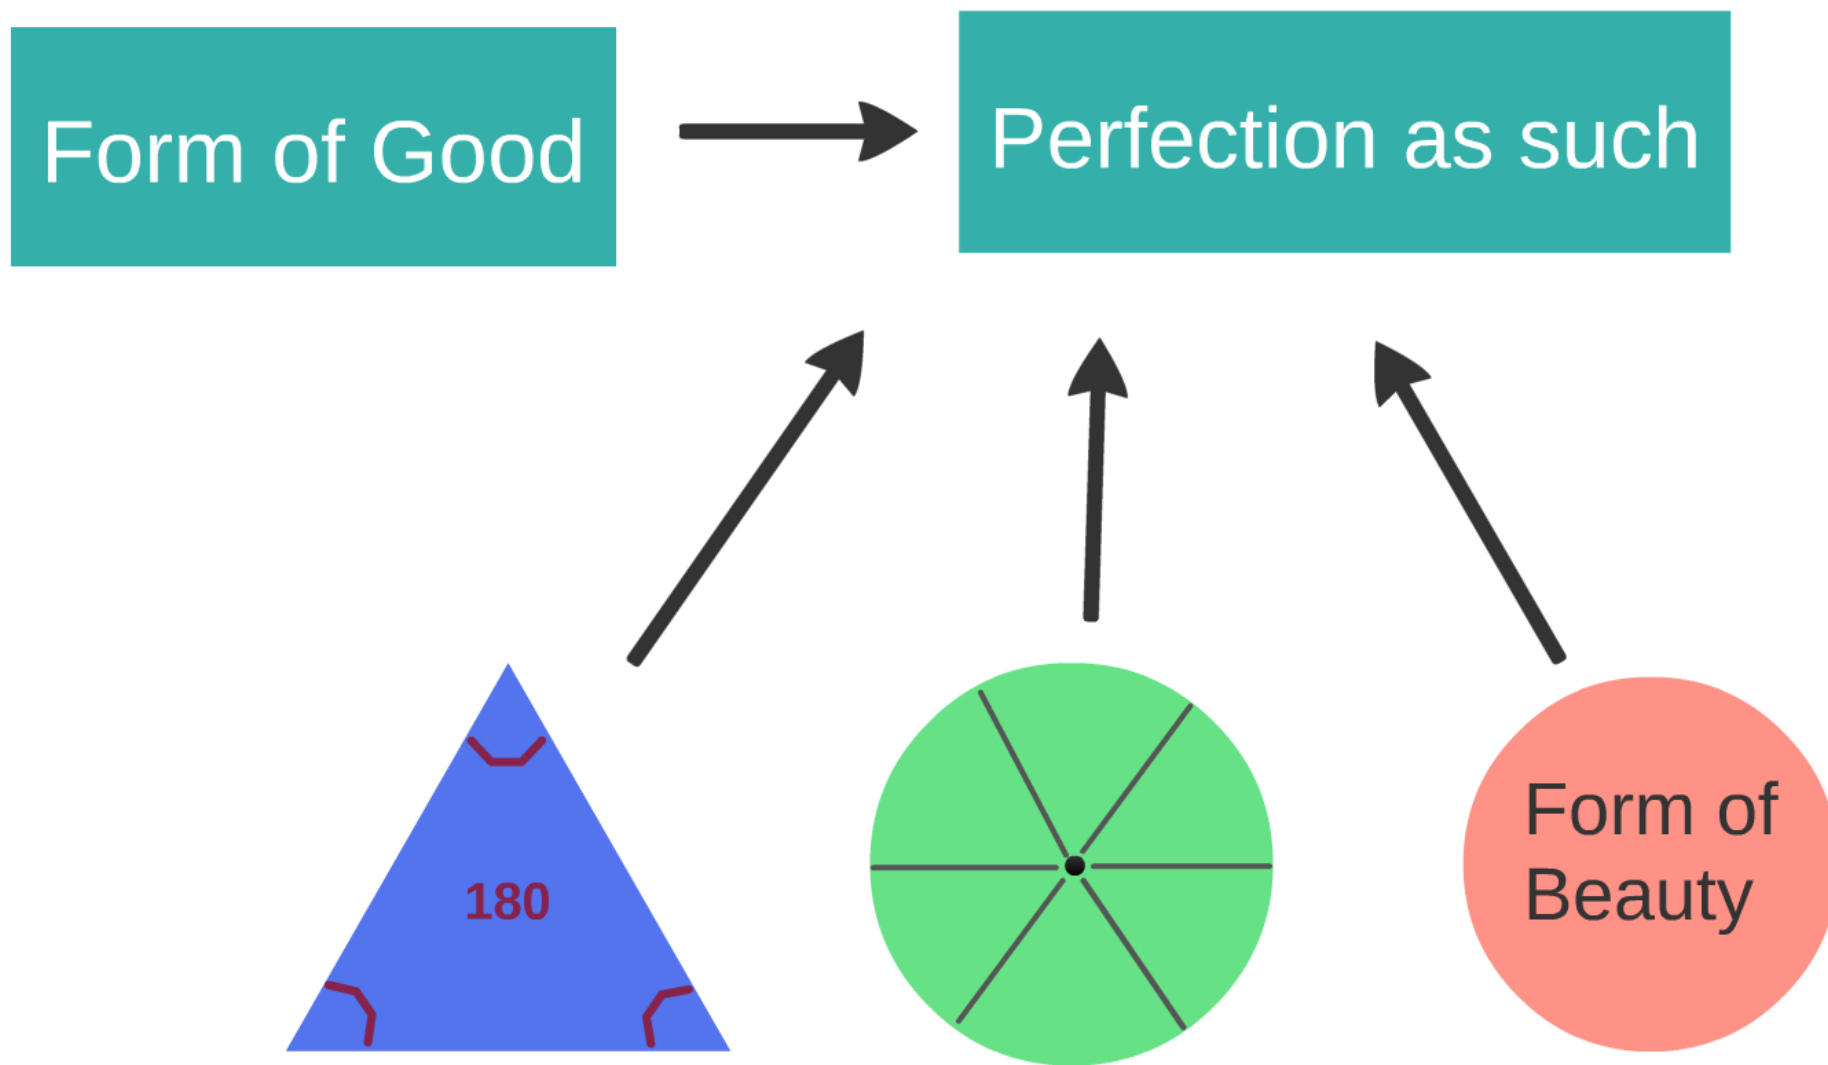 Form of Good
Perfection as such
180
Form of
Beauty